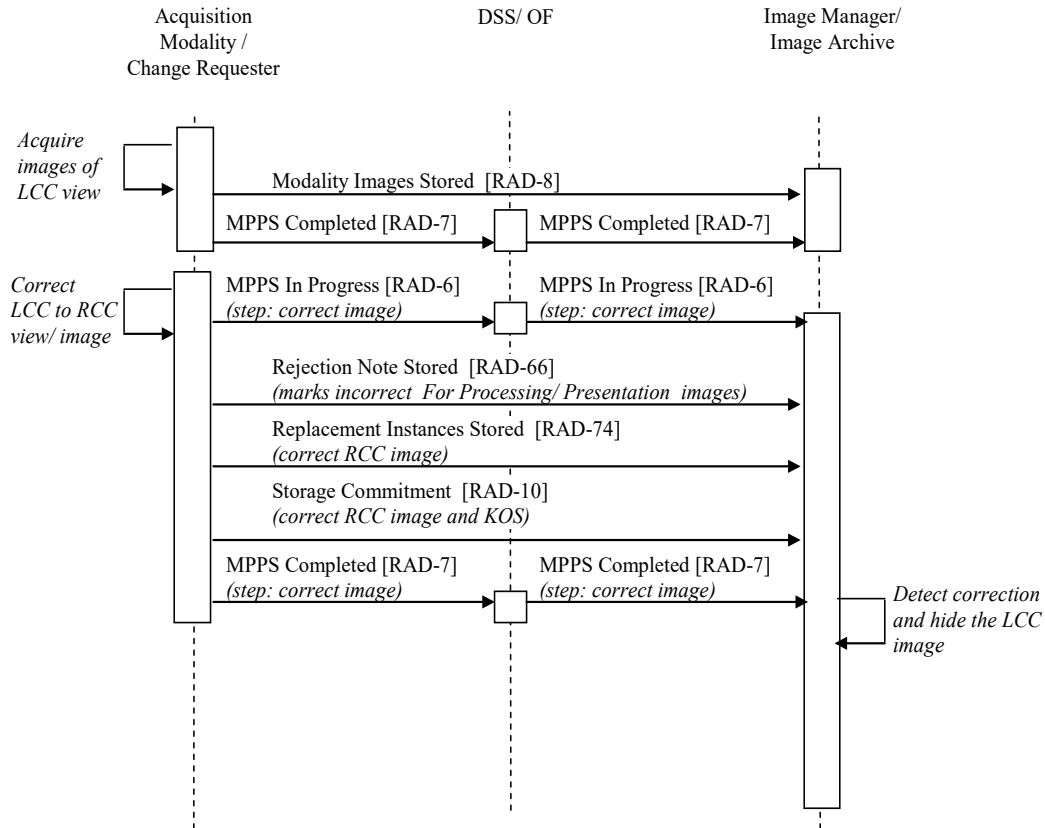 Acquisition
Modality /
Change Requester
DSS/ OF
Image Manager/
Image Archive
Acquire
images of
LCC view
Modality Images Stored  [RAD-8]
MPPS Completed [RAD-7]
MPPS Completed [RAD-7]
Correct
LCC to RCC
view/ image
MPPS In Progress [RAD-6]
(step: correct image)
MPPS In Progress [RAD-6]
(step: correct image)
Rejection Note Stored  [RAD-66]
(marks incorrect  For Processing/ Presentation  images)
Replacement Instances Stored  [RAD-74]
(correct RCC image)
Storage Commitment  [RAD-10]
(correct RCC image and KOS)
MPPS Completed [RAD-7]
(step: correct image)
MPPS Completed [RAD-7]
(step: correct image)
Detect correction
and hide the LCC
image